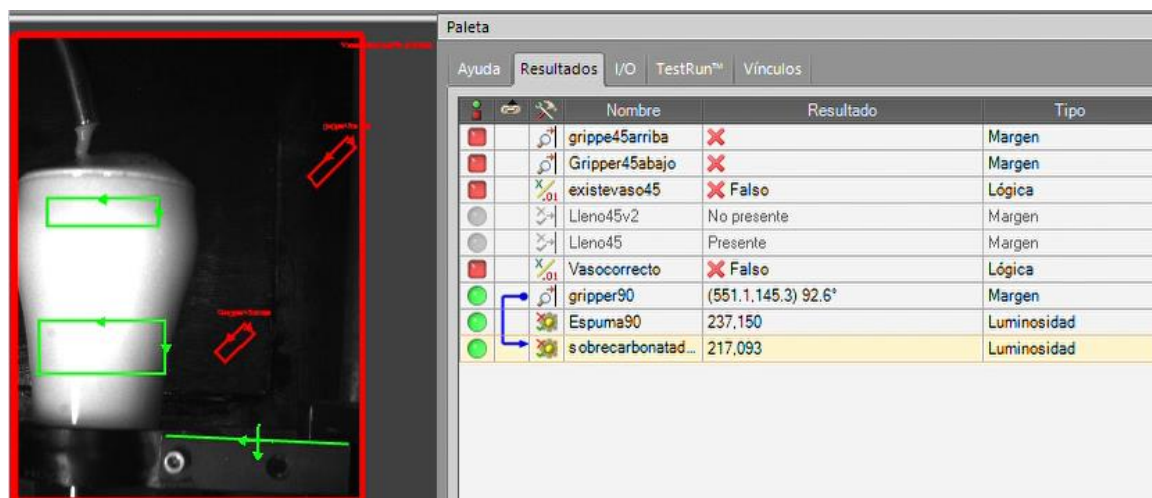 Paleta
Ayuda Resultados I/O TestRun™ Vínculos
Nombre Resultado Tipo
grippe45arriba Margen
Gripper45abajo Margen
existevaso45 Falso Lógica
Lleno45v2 No presente Margen
Lleno45 Presente Margen
Vasocorrecto Falso Lógica
gripper90 (551.1,145.3) 92.6° Margen
Espuma90 237,150 Luminosidad
sobrecarbonatad... 217,093 Luminosidad